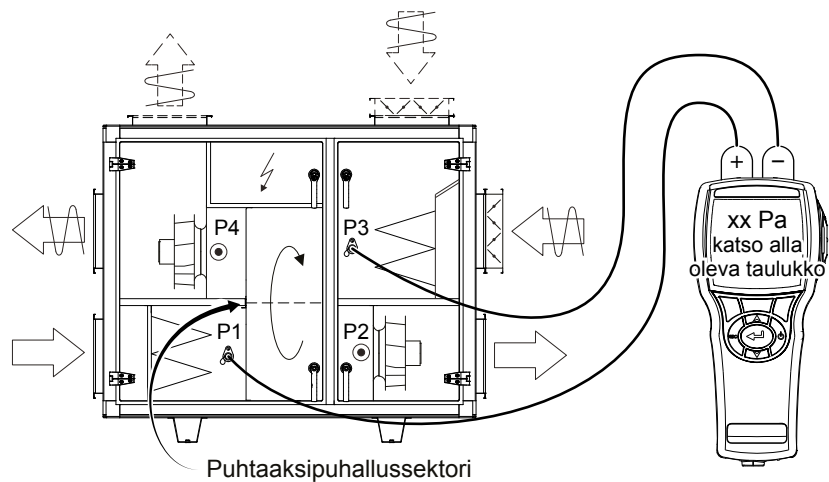 + −
xx Pa
katso alla
oleva taulukko
P4
P3
P1
P2
Puhtaaksipuhallussektori